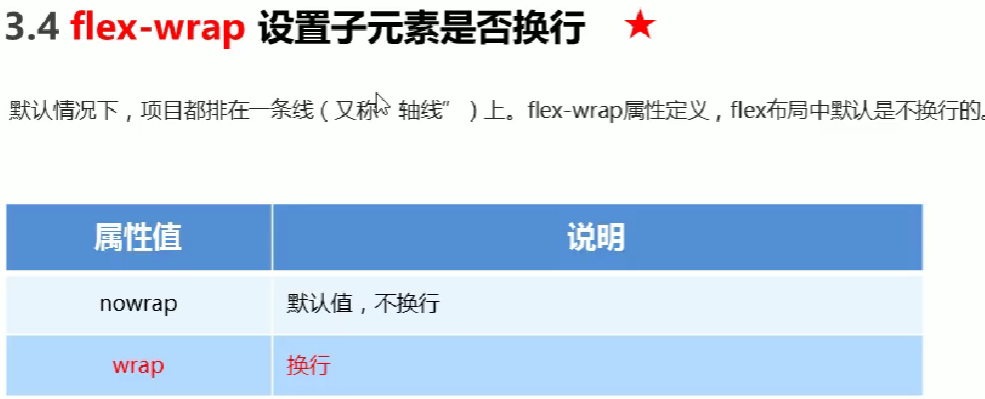 3.4 flex-wrap 设置子元素是否换行 ★
默认情况下，项目都排在一条线（又称”轴线”）上。flex-wrap属性定义，flex布局中默认是不换行的。
属性值 说明
nowrap 默认值，不换行
wrap 换行